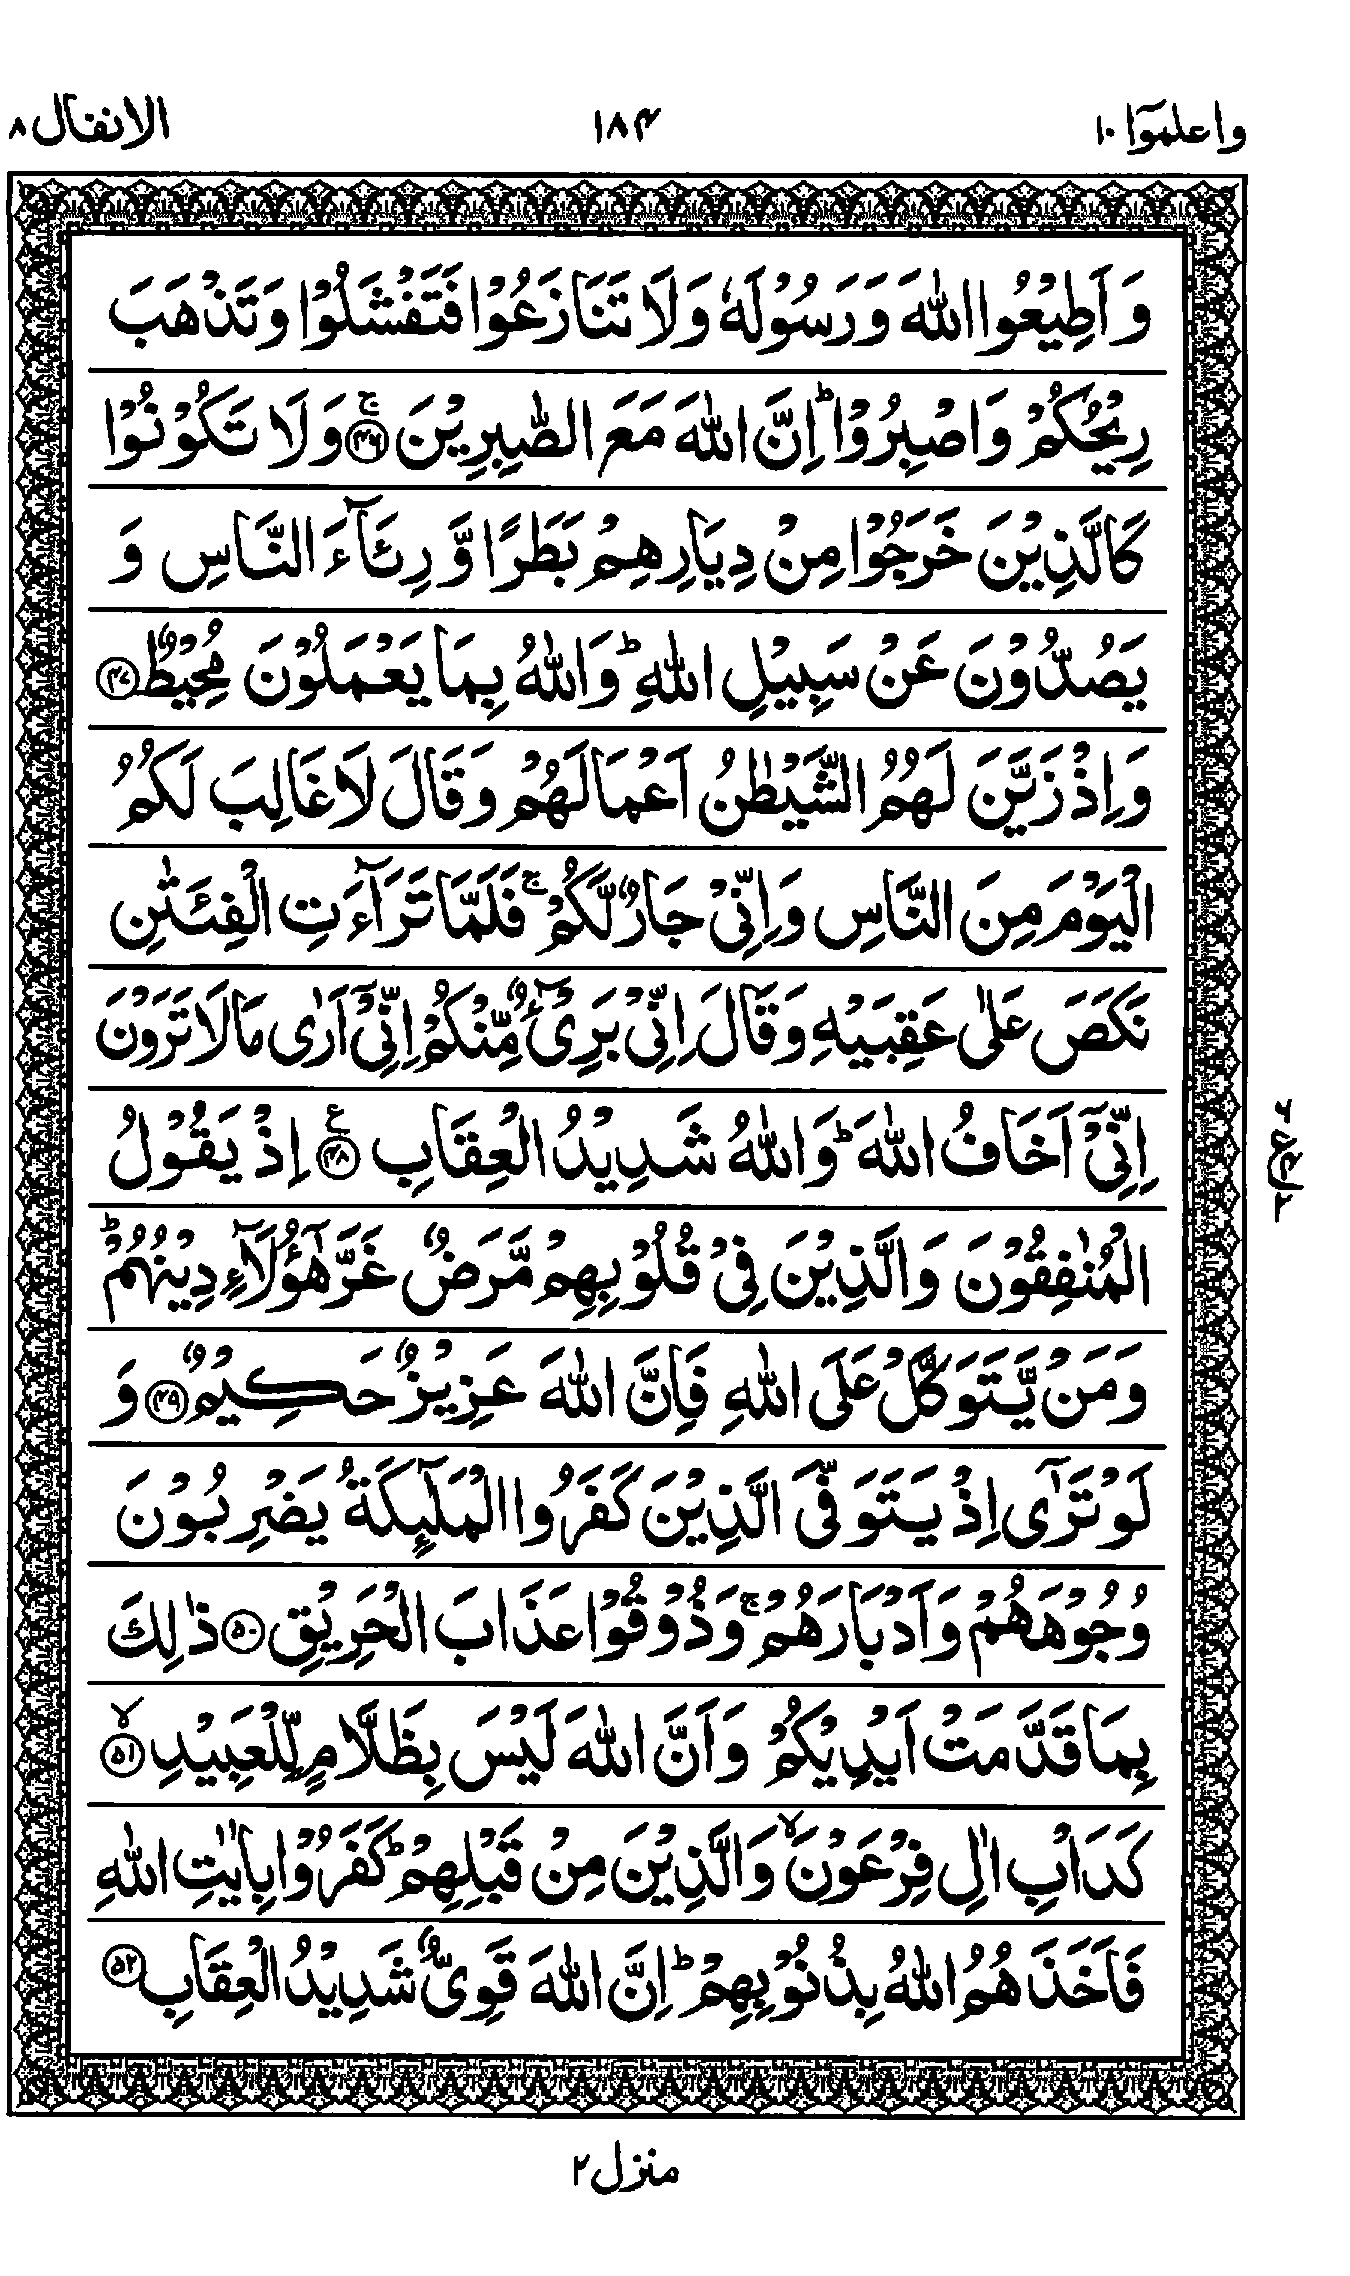 واعلموا ١٠
١٨٤
الانفال ٨
وَ اَطِيْعُوا اللّٰهَ وَ رَسُوْلَهٗ وَ لَا تَنَازَعُوْا فَتَفْشَلُوْا وَ تَذْهَبَ
رِيْحُكُمْ وَ اصْبِرُوْا ؕ اِنَّ اللّٰهَ مَعَ الصّٰبِرِيْنَ ۚ﴿۴۶﴾ وَ لَا تَكُوْنُوْا
كَالَّذِيْنَ خَرَجُوْا مِنْ دِيَارِهِمْ بَطَرًا وَّ رِئَآءَ النَّاسِ وَ
يَصُدُّوْنَ عَنْ سَبِيْلِ اللّٰهِ ؕ وَ اللّٰهُ بِمَا يَعْمَلُوْنَ مُحِيْطٌ ﴿۴۷﴾
وَ اِذْ زَيَّنَ لَهُمُ الشَّيْطٰنُ اَعْمَالَهُمْ وَ قَالَ لَا غَالِبَ لَكُمُ
الْيَوْمَ مِنَ النَّاسِ وَ اِنِّيْ جَارٌ لَّكُمْ ۚ فَلَمَّا تَرَآءَتِ الْفِئَتٰنِ
نَكَصَ عَلٰى عَقِبَيْهِ وَ قَالَ اِنِّيْ بَرِيْٓءٌ مِّنْكُمْ اِنِّيْۤ اَرٰى مَا لَا تَرَوْنَ
اِنِّيْۤ اَخَافُ اللّٰهَ ؕ وَ اللّٰهُ شَدِيْدُ الْعِقَابِ ﴿۴۸﴾ ع اِذْ يَقُوْلُ
الْمُنٰفِقُوْنَ وَ الَّذِيْنَ فِيْ قُلُوْبِهِمْ مَّرَضٌ غَرَّ هٰۤؤُلَآءِ دِيْنُهُمْ ؕ
وَ مَنْ يَّتَوَكَّلْ عَلَى اللّٰهِ فَاِنَّ اللّٰهَ عَزِيْزٌ حَكِيْمٌ ﴿۴۹﴾ وَ
لَوْ تَرٰۤى اِذْ يَتَوَفَّى الَّذِيْنَ كَفَرُوا الْمَلٰٓئِكَةُ يَضْرِبُوْنَ
وُجُوْهَهُمْ وَ اَدْبَارَهُمْ ۚ وَ ذُوْقُوْا عَذَابَ الْحَرِيْقِ ﴿۵۰﴾ ذٰلِكَ
بِمَا قَدَّمَتْ اَيْدِيْكُمْ وَ اَنَّ اللّٰهَ لَيْسَ بِظَلَّامٍ لِّلْعَبِيْدِ ۙ﴿۵۱﴾
كَدَاْبِ اٰلِ فِرْعَوْنَ ۙ وَ الَّذِيْنَ مِنْ قَبْلِهِمْ ؕ كَفَرُوْا بِاٰيٰتِ اللّٰهِ
فَاَخَذَهُمُ اللّٰهُ بِذُنُوْبِهِمْ ؕ اِنَّ اللّٰهَ قَوِيٌّ شَدِيْدُ الْعِقَابِ ﴿۵۲﴾
منزل ٢